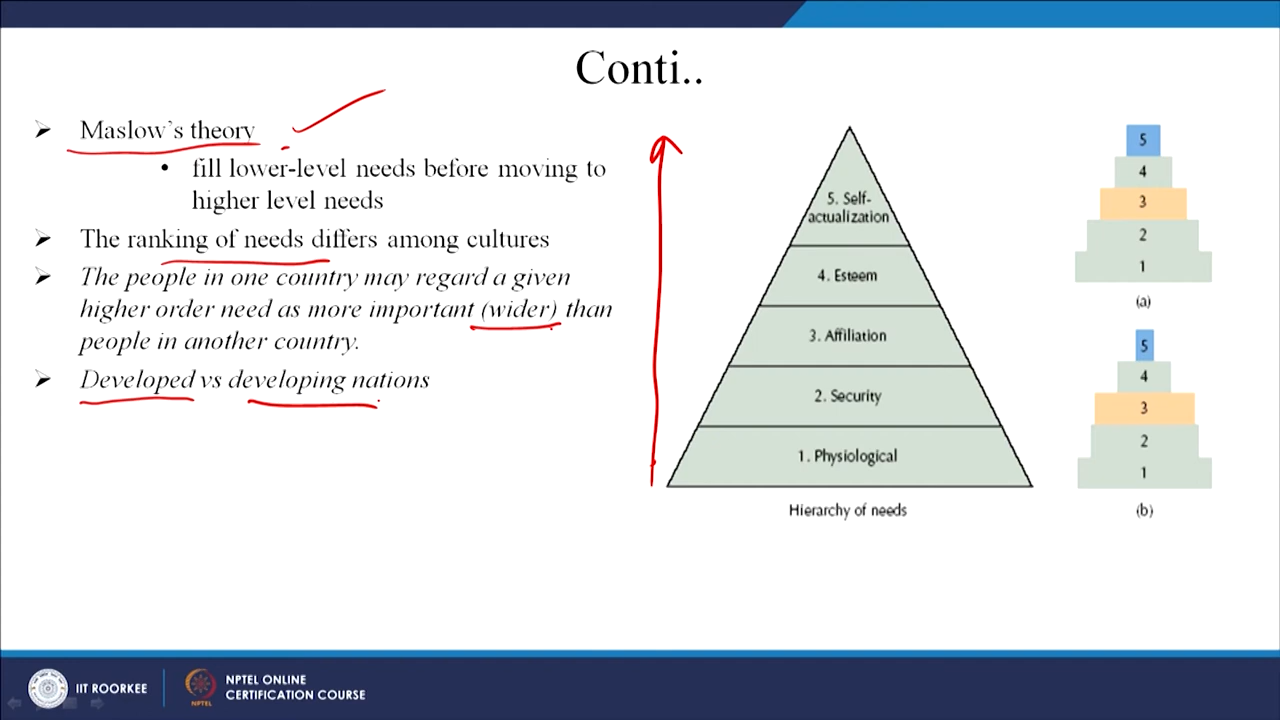 Conti..
Maslow's theory
• fill lower-level needs before moving to
higher level needs
The ranking of needs differs among cultures
The people in one country may regard a given
higher order need as more important (wider) than
people in another country.
Developed vs developing nations
5. Self-
actualization
4. Esteem
3. Affiliation
2. Security
1. Physiological
Hierarchy of needs
5
4
3
2
1
(a)
5
4
3
2
1
(b)
IIT ROORKEE
NPTEL
NPTEL ONLINE
CERTIFICATION COURSE